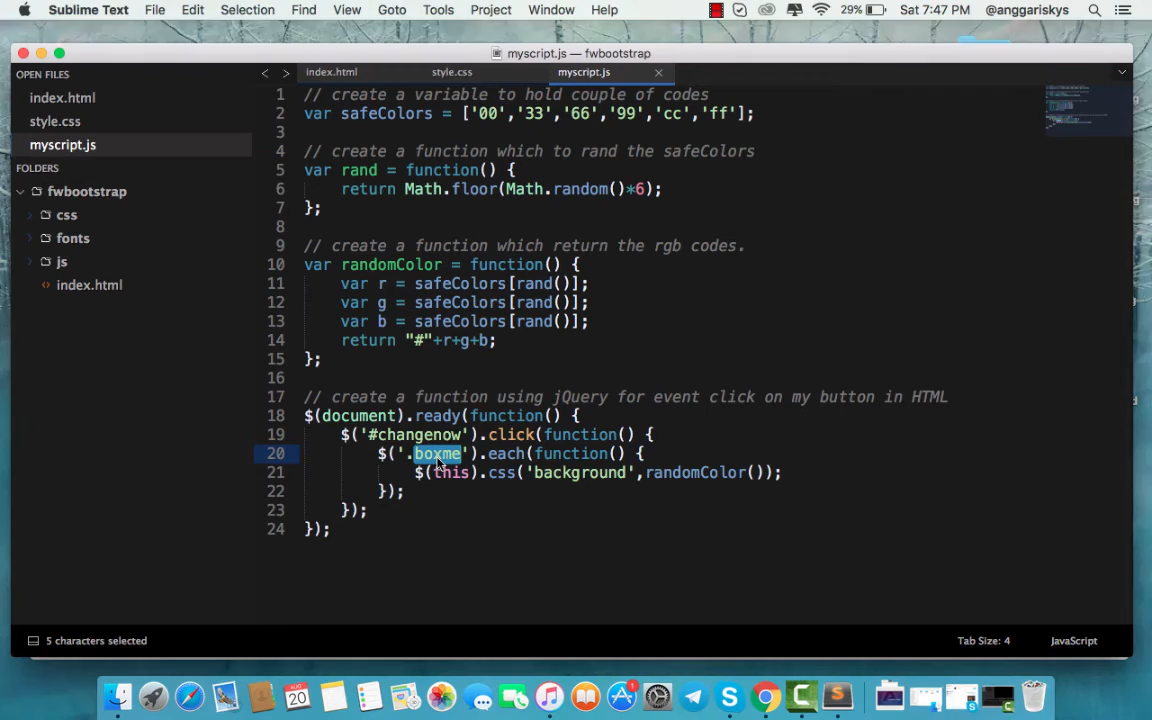 Sublime Text File Edit Selection Find View Goto Tools Project Window Help 29% Sat 7:47 PM @anggariskys
myscript.js — fwbootstrap
OPEN FILES
index.html
style.css
myscript.js
FOLDERS
fwbootstrap
css
fonts
js
index.html
index.html style.css myscript.js
1 // create a variable to hold couple of codes
2 var safeColors = ['00','33','66','99','cc','ff'];
3
4 // create a function which to rand the safeColors
5 var rand = function() {
6 return Math.floor(Math.random()*6);
7 };
8
9 // create a function which return the rgb codes.
10 var randomColor = function() {
11 var r = safeColors[rand()];
12 var g = safeColors[rand()];
13 var b = safeColors[rand()];
14 return "#"+r+g+b;
15 };
16
17 // create a function using jQuery for event click on my button in HTML
18 $(document).ready(function() {
19 $('#changenow').click(function() {
20 $('.boxme').each(function() {
21 $(this).css('background',randomColor());
22 });
23 });
24 });
5 characters selected Tab Size: 4 JavaScript
20
1